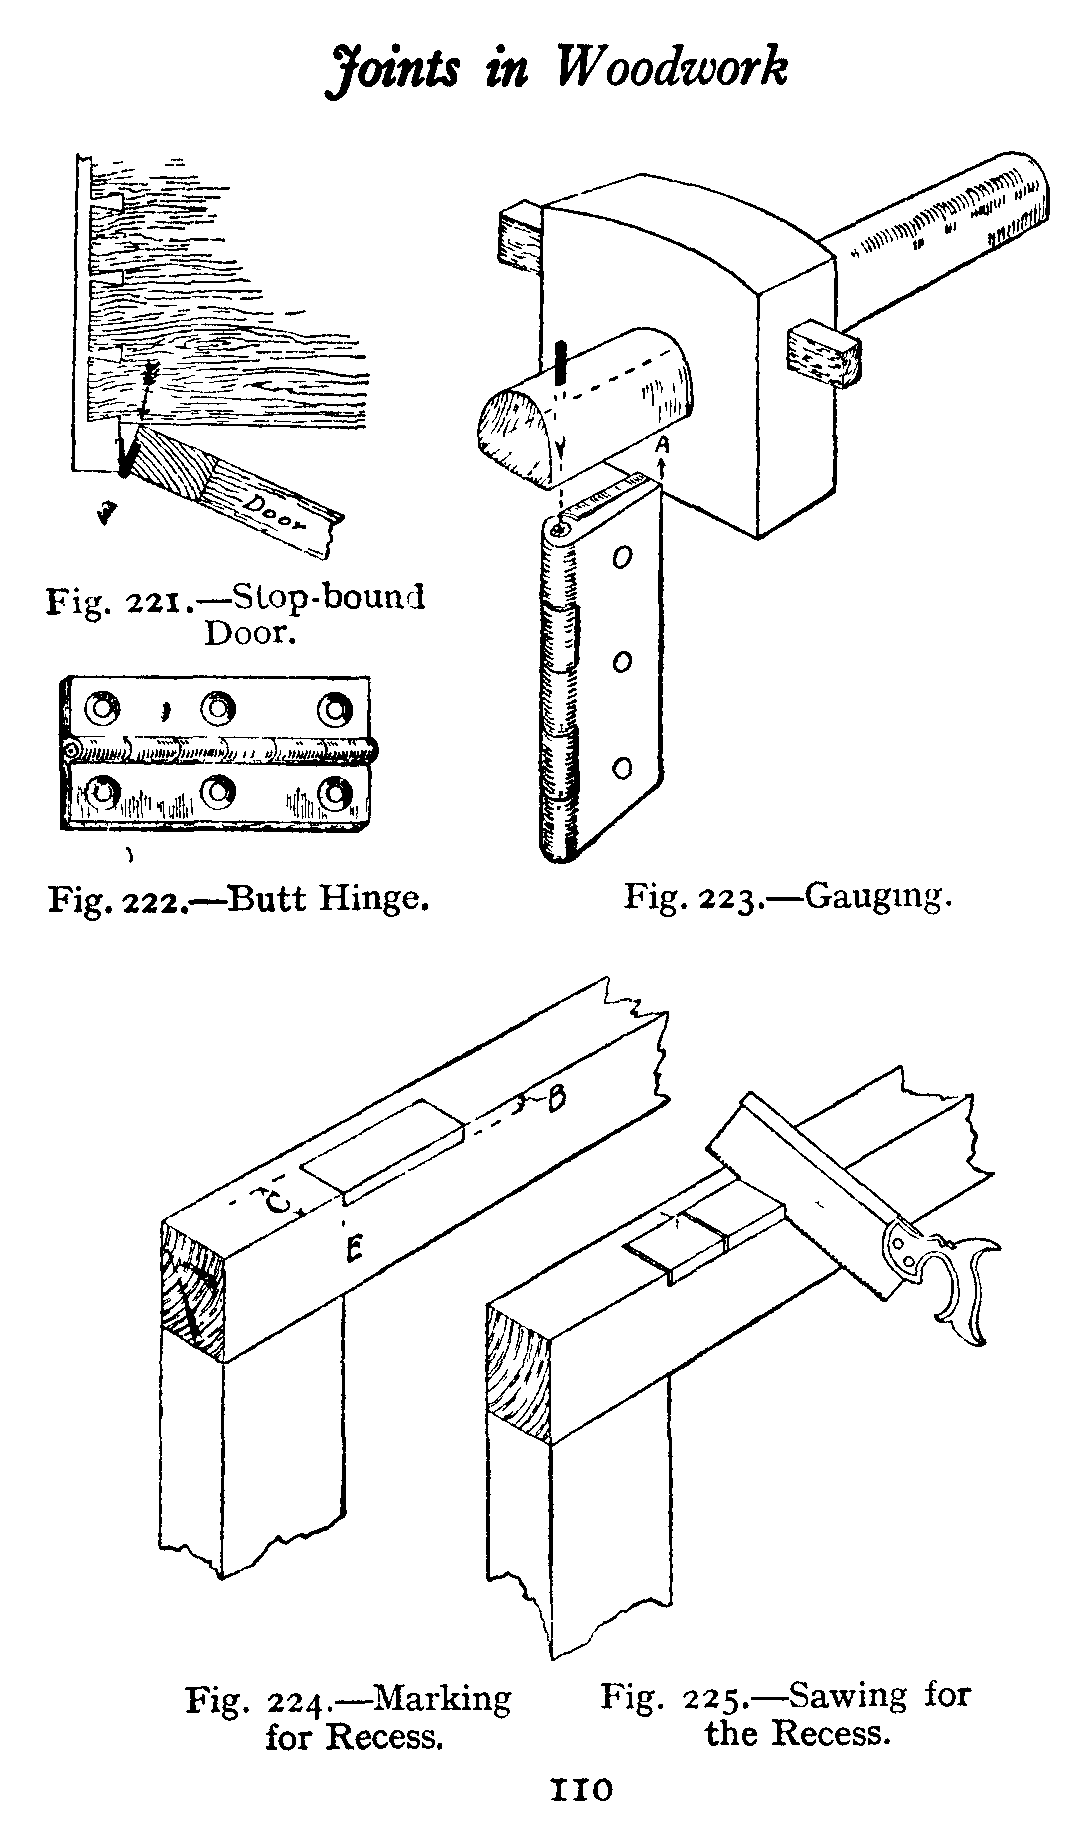 Joints in Woodwork
Door
Fig. 221.—Stop-bound
Door.
A
Fig. 222.—Butt Hinge.
Fig. 223.—Gauging.
B
C
E
Fig. 224.—Marking
for Recess.
Fig. 225.—Sawing for
the Recess.
110